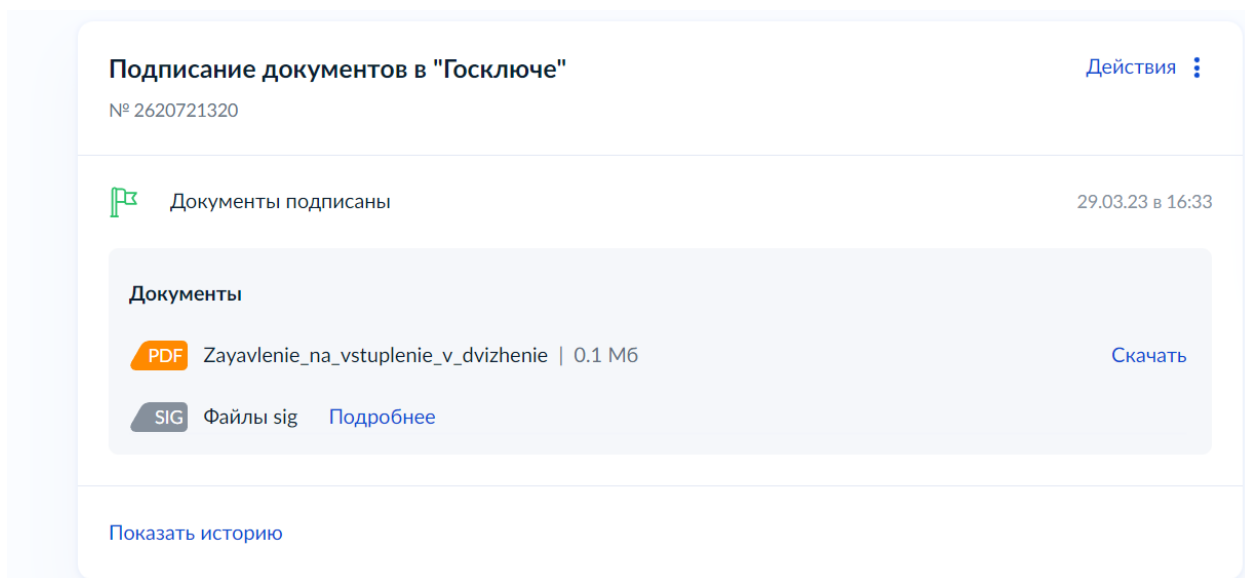 Подписание документов в "Госключе"
Действия
№ 2620721320
Документы подписаны
29.03.23 в 16:33
Документы
PDF Zayavlenie_na_vstuplenie_v_dvizhenie | 0.1 Мб
Скачать
SIG Файлы sig Подробнее
Показать историю